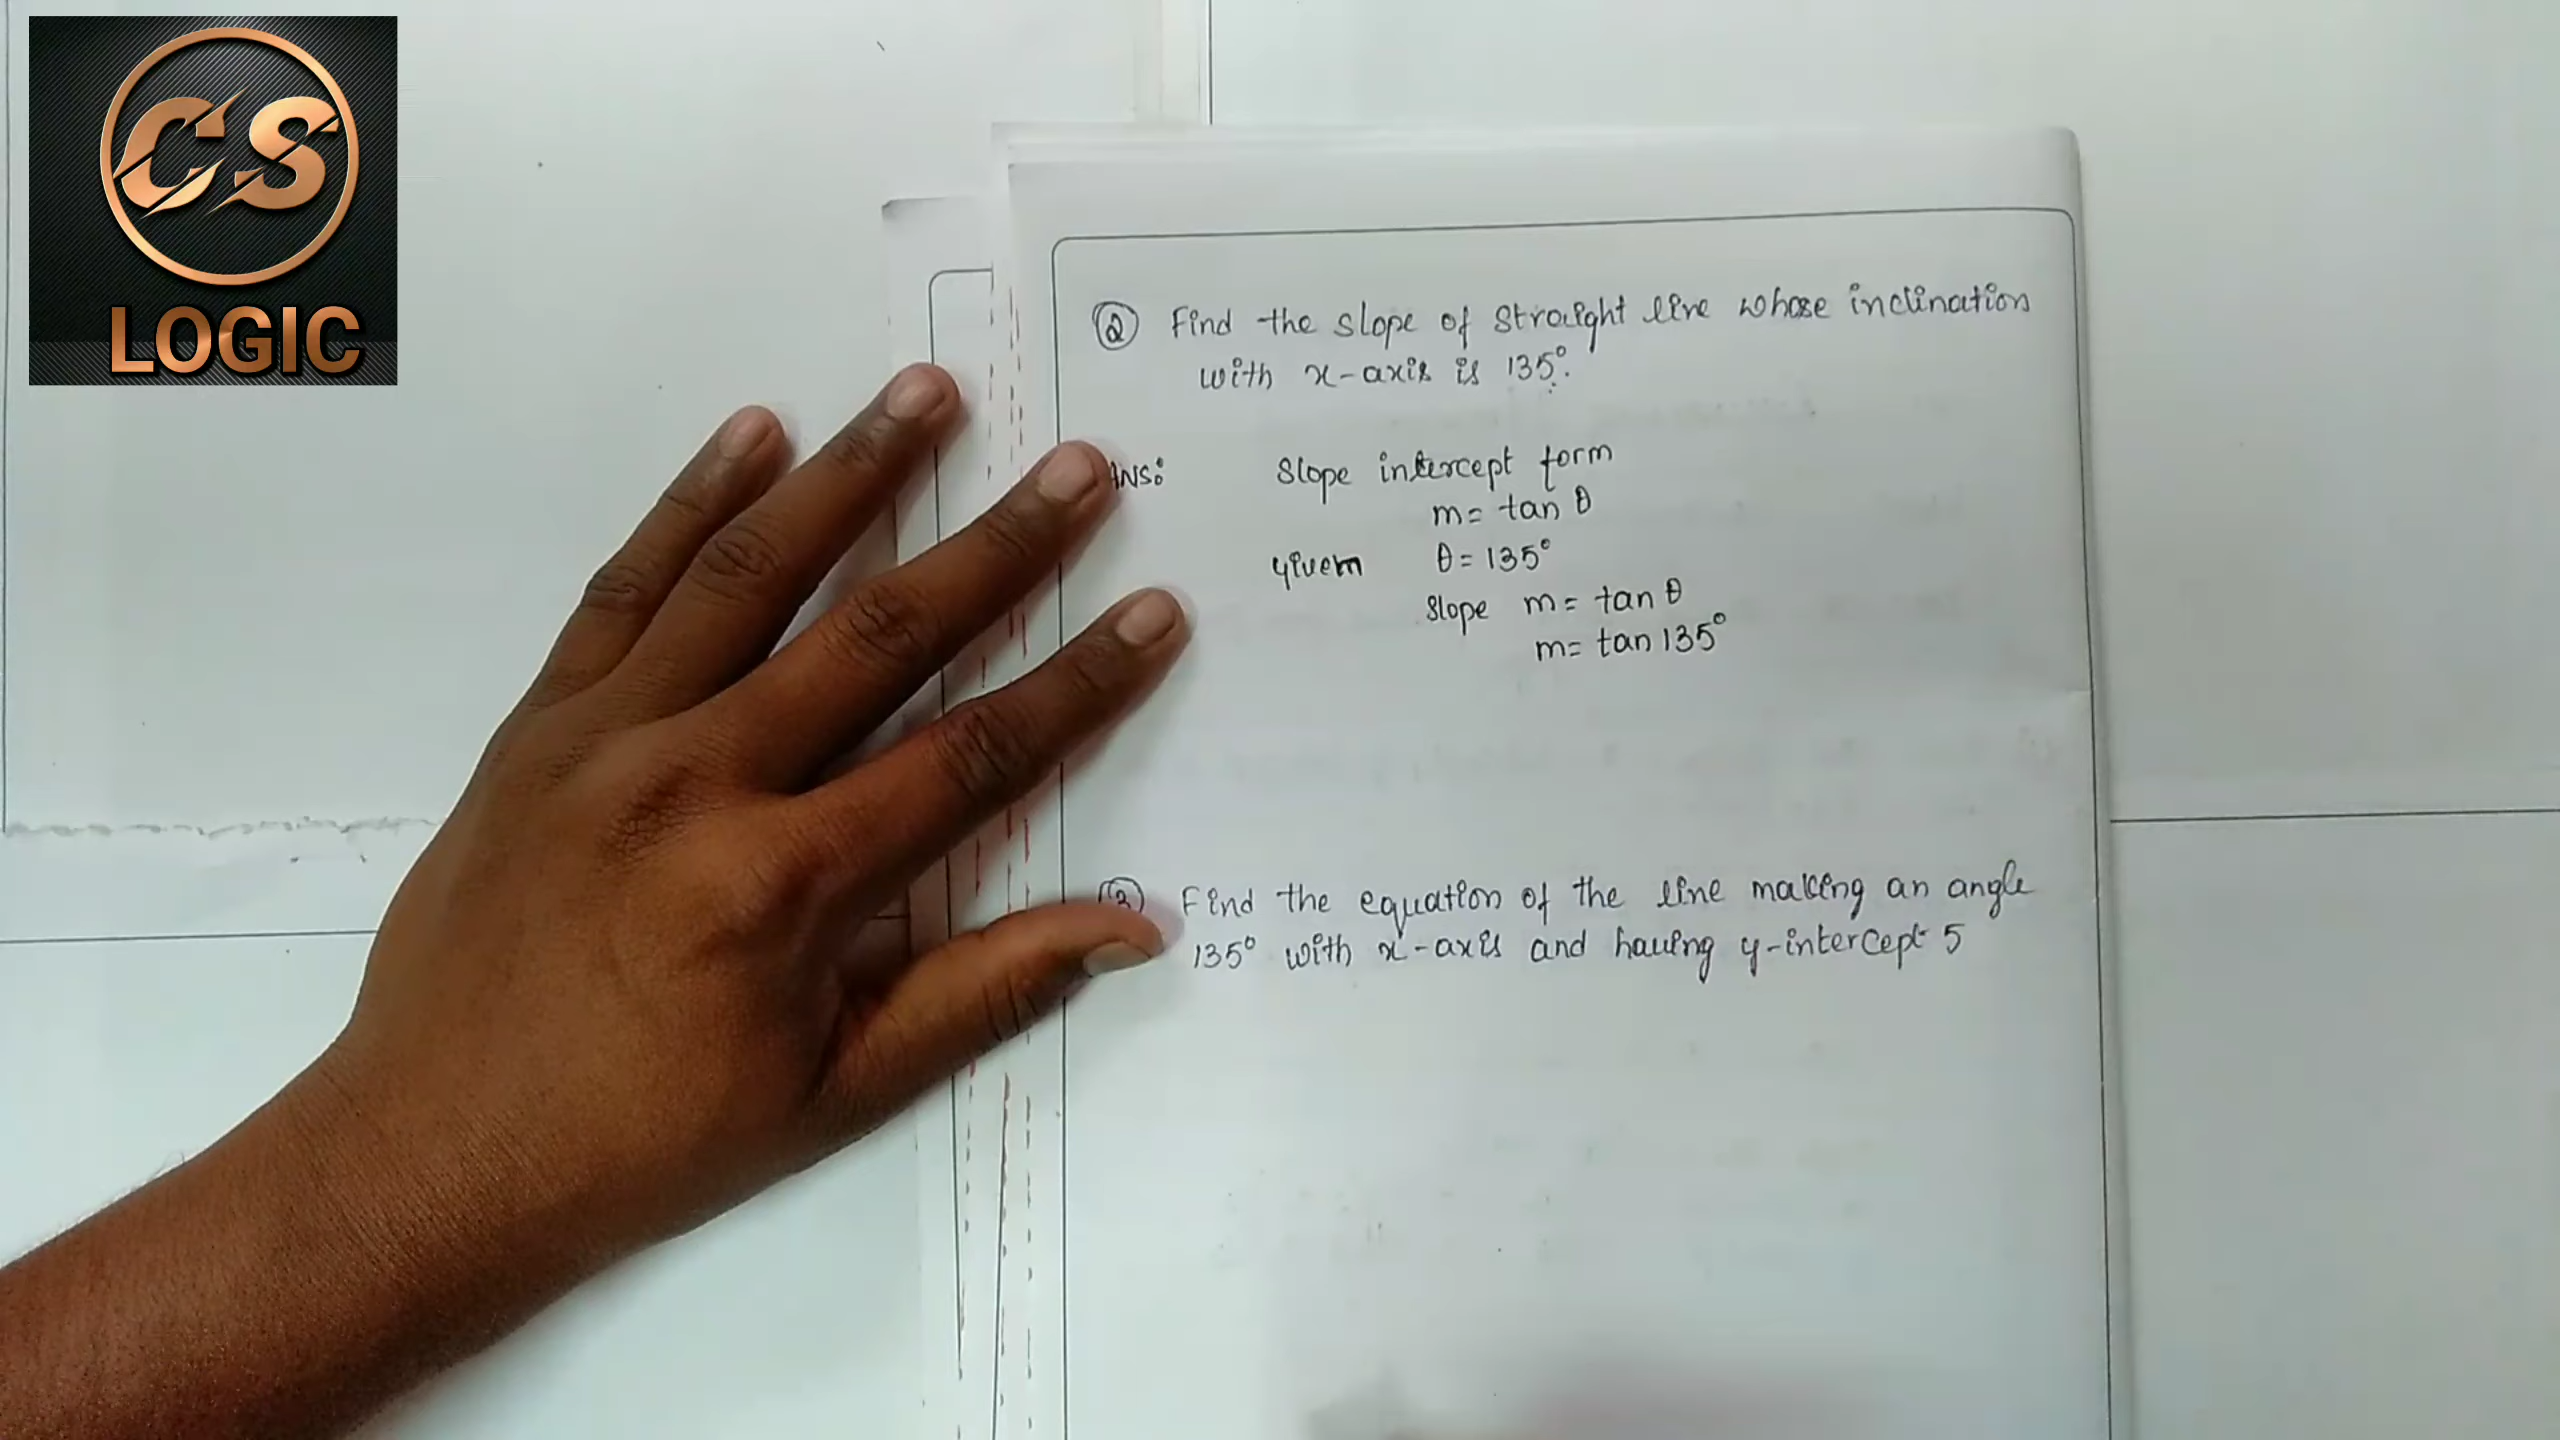 CS
LOGIC
② Find the slope of straight line whose inclination
with x-axis is 135°.
ANS:
Slope intercept form
m = tan θ
Given θ = 135°
Slope m = tan θ
m = tan 135°
③ Find the equation of the line making an angle
135° with x-axis and having y-intercept 5